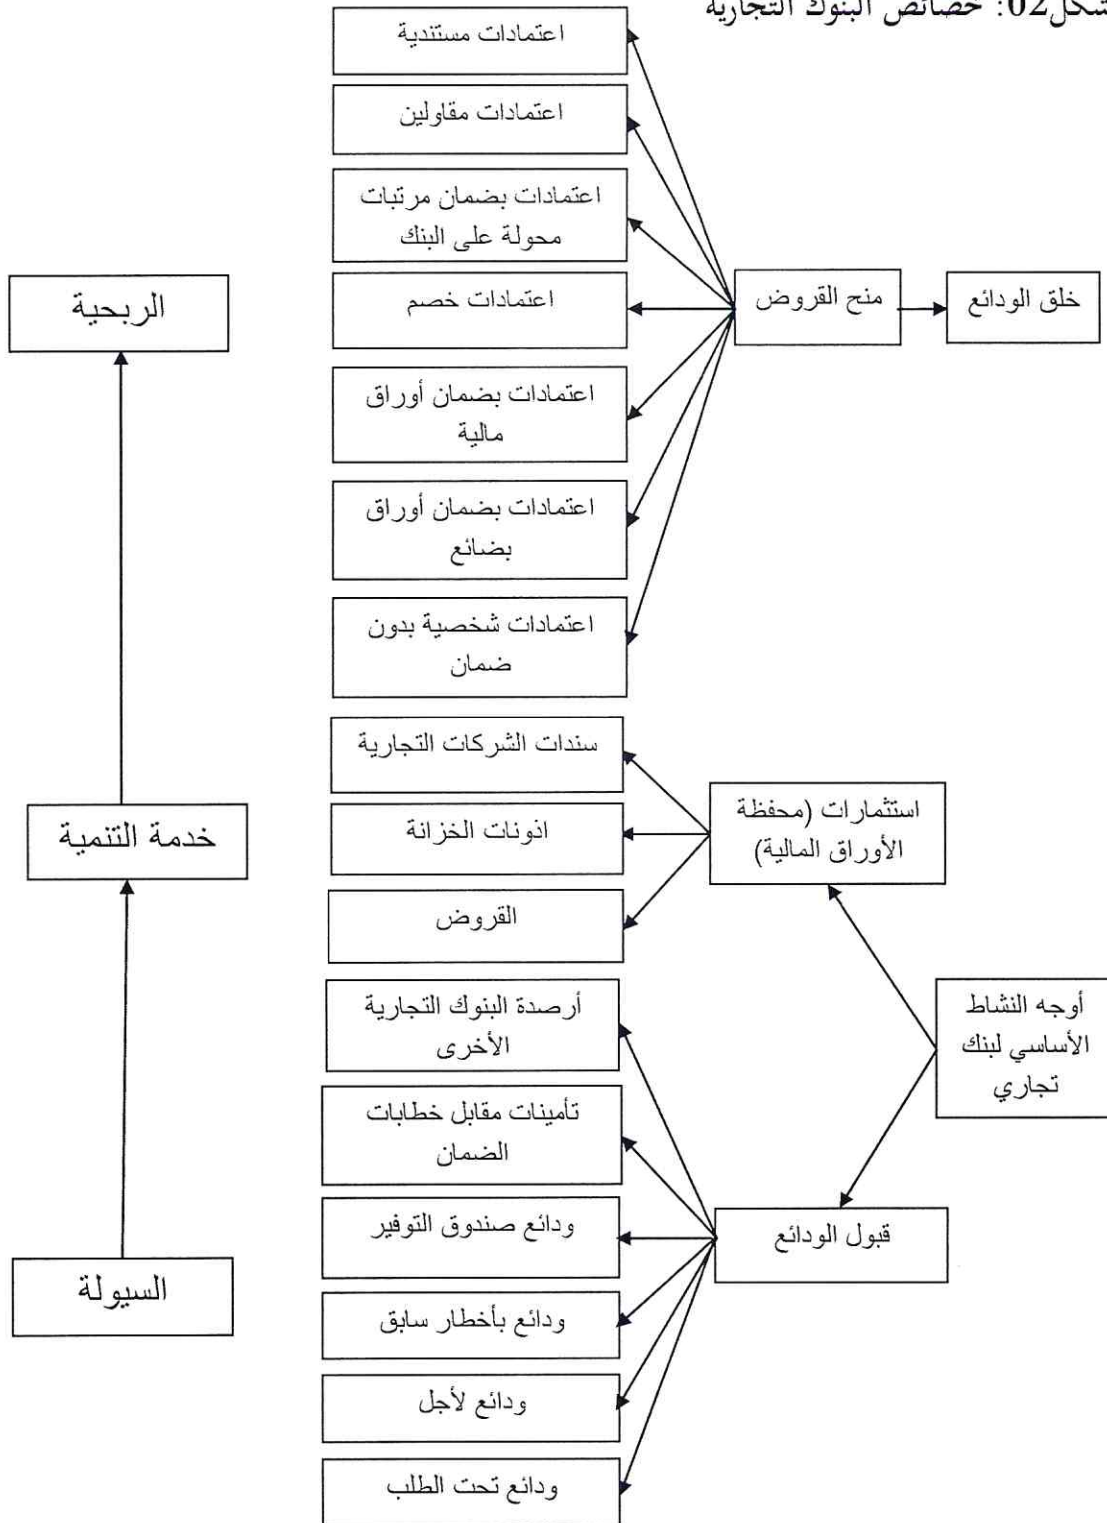 شكل02: خصائص البنوك التجارية
اعتمادات مستندية
اعتمادات مقاولين
اعتمادات بضمان مرتبات
محولة على البنك
خلق الودائع
منح القروض
اعتمادات خصم
الربحية
اعتمادات بضمان أوراق
مالية
اعتمادات بضمان أوراق
بضائع
اعتمادات شخصية بدون
ضمان
سندات الشركات التجارية
استثمارات (محفظة
الأوراق المالية)
اذونات الخزانة
خدمة التنمية
القروض
أوجه النشاط
الأساسي لبنك
تجاري
أرصدة البنوك التجارية
الأخرى
تأمينات مقابل خطابات
الضمان
قبول الودائع
ودائع صندوق التوفير
السيولة
ودائع بأخطار سابق
ودائع لأجل
ودائع تحت الطلب